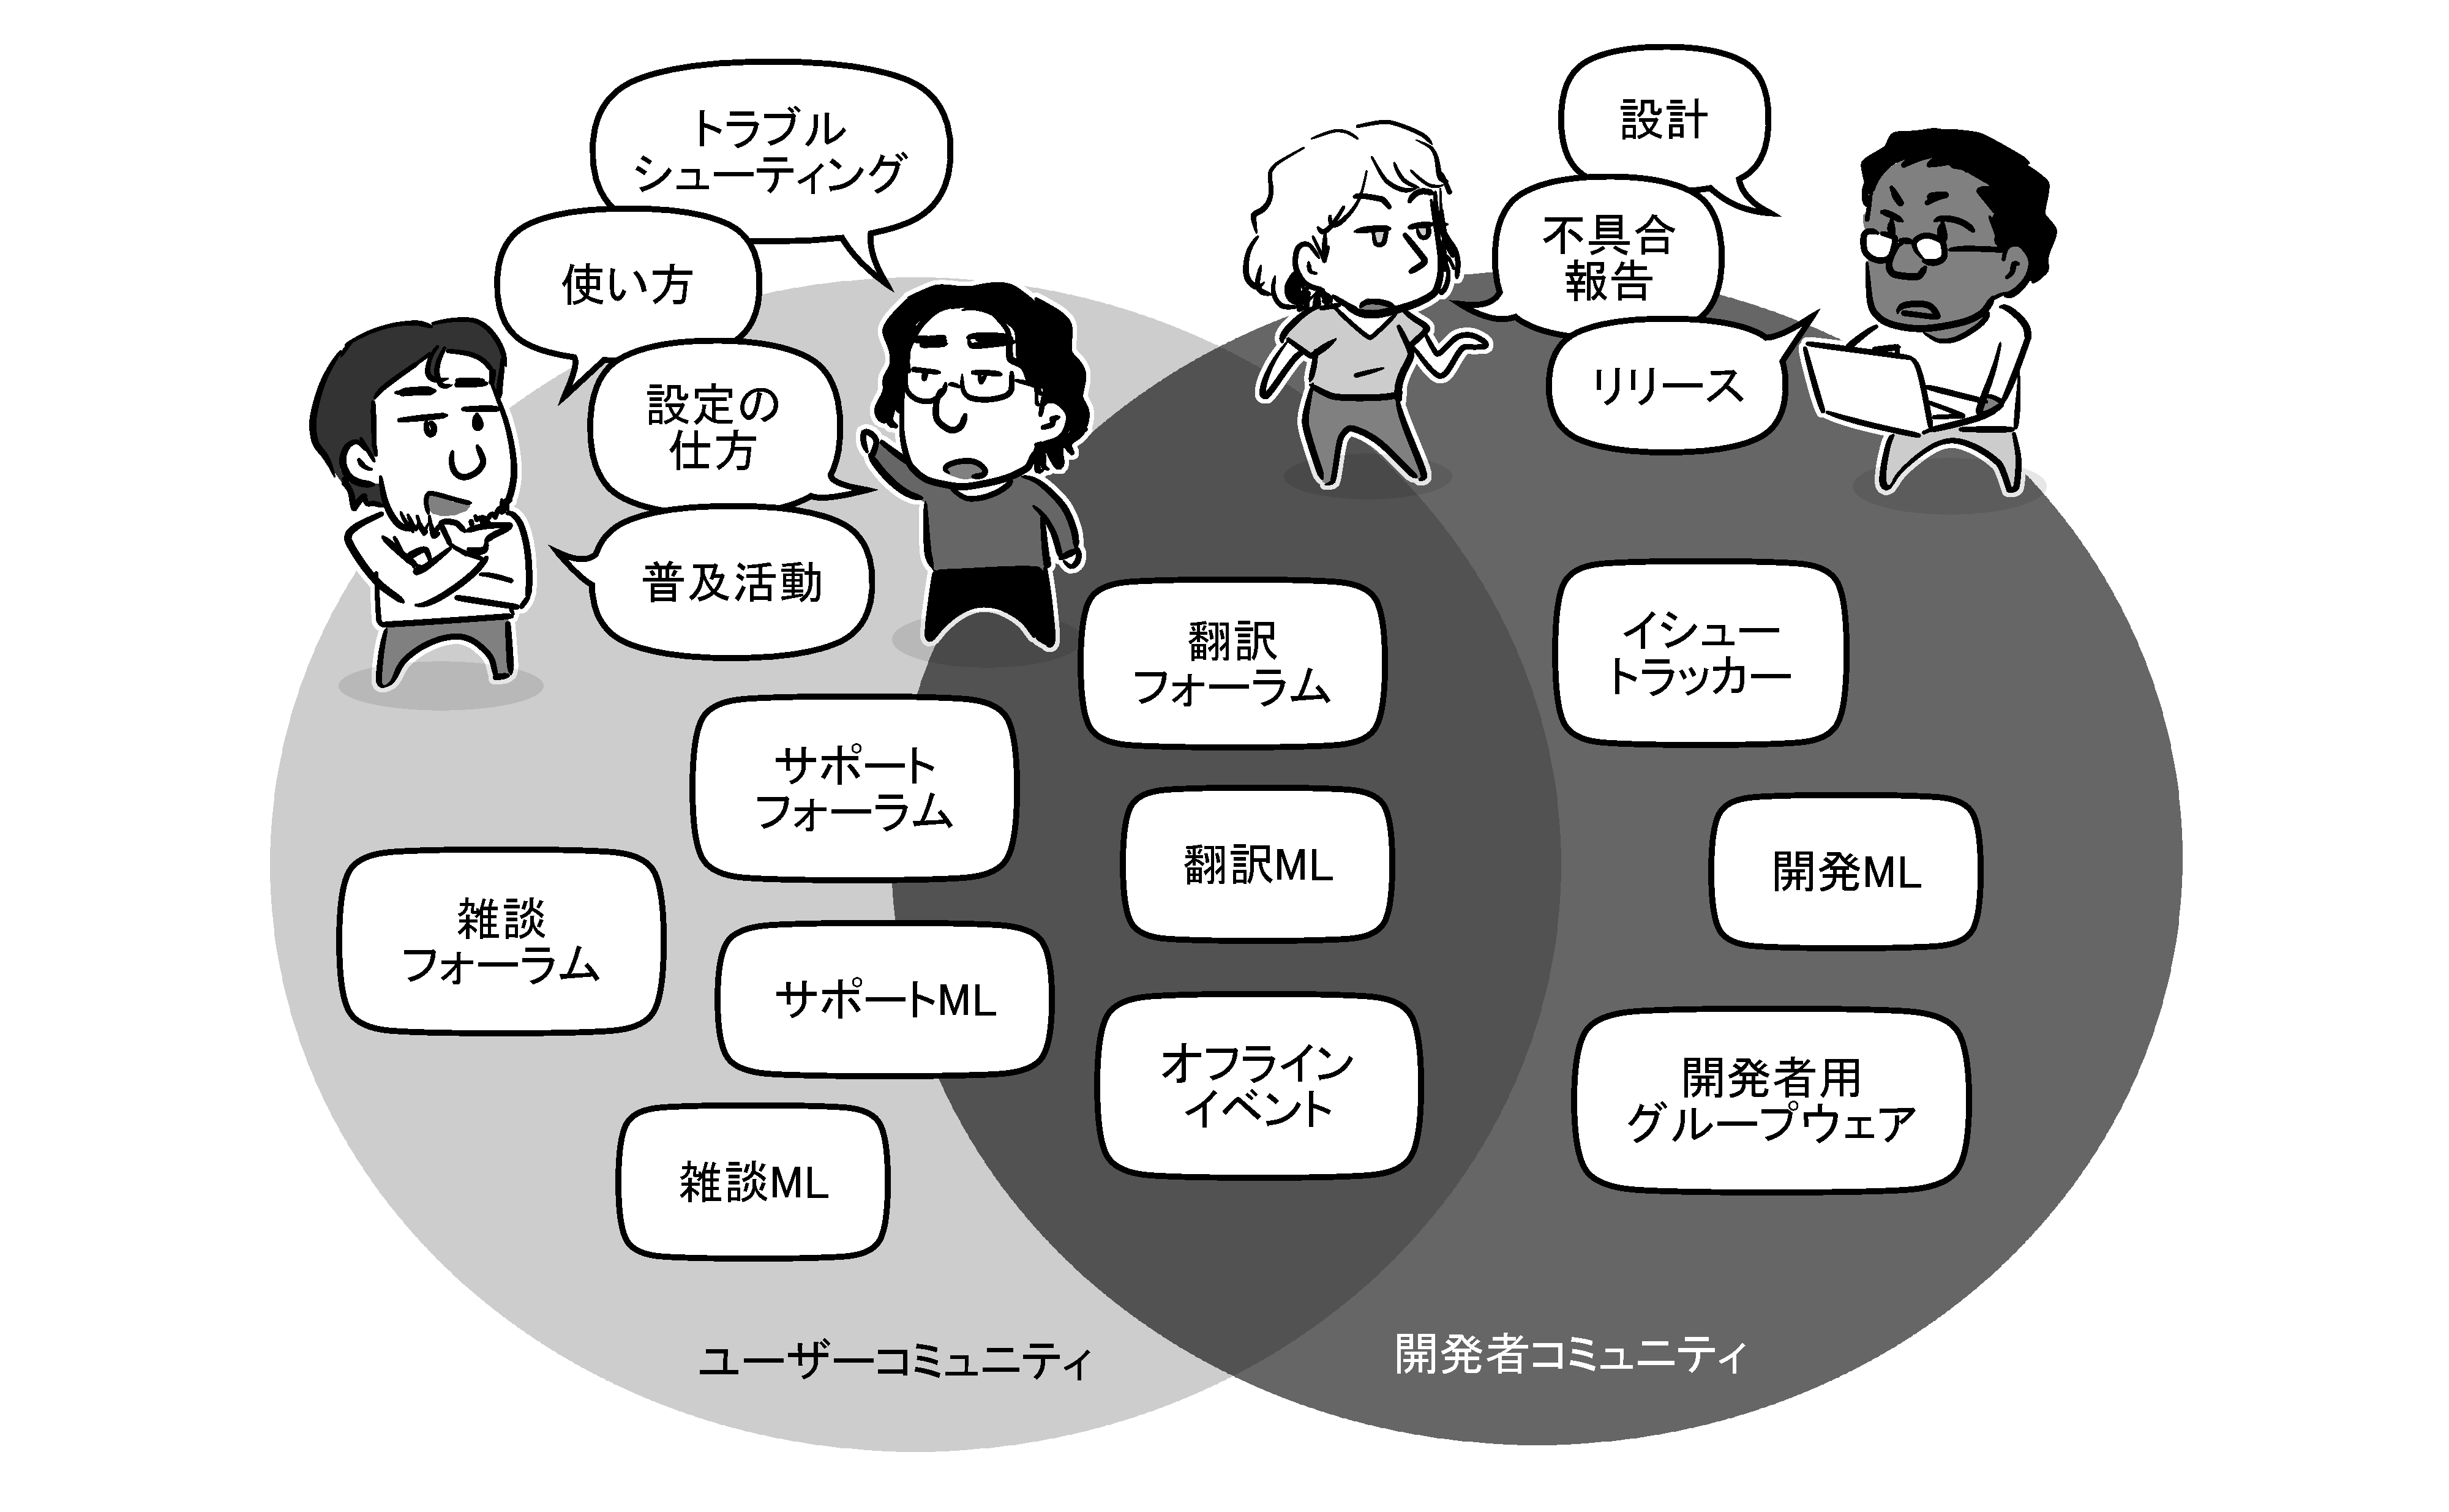 トラブル
シューティング
使い方
設定の
仕方
普及活動
設計
不具合
報告
リリース
翻訳
フォーラム
イシュー
トラッカー
サポート
フォーラム
翻訳ML
開発ML
雑談
フォーラム
サポートML
オフライン
イベント
開発者用
グループウェア
雑談ML
ユーザーコミュニティ
開発者コミュニティ